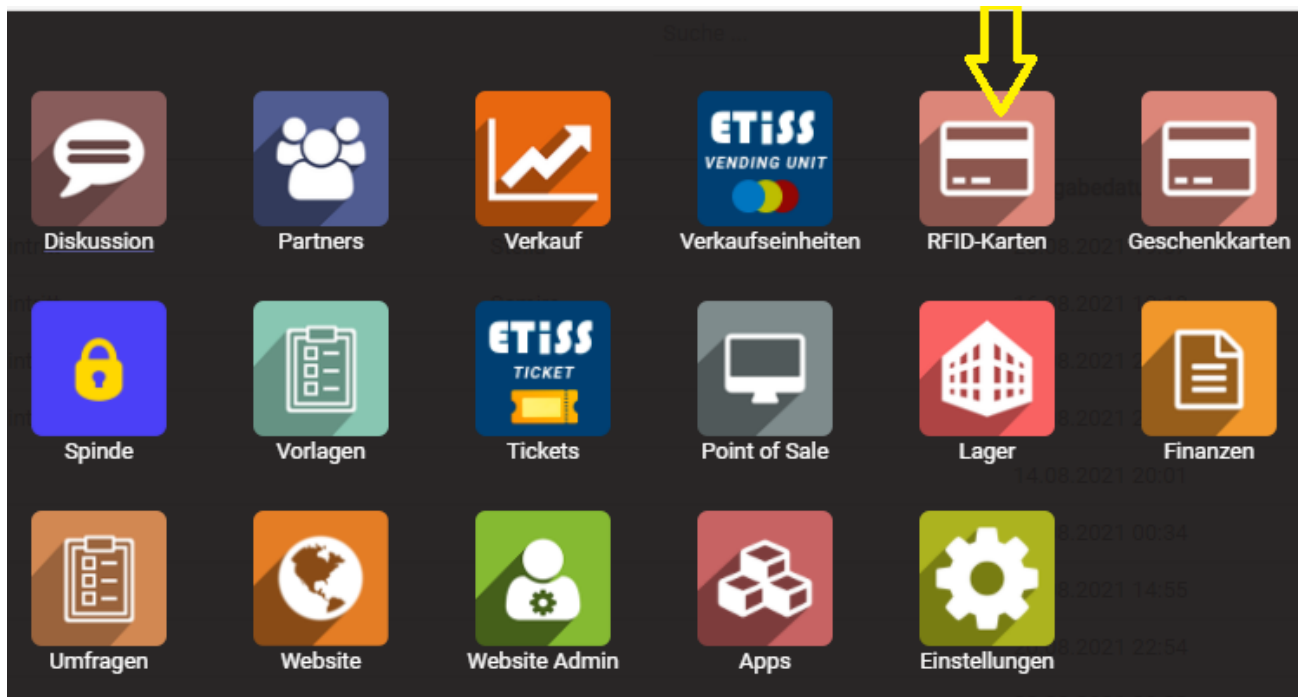 Suche ...
ETiSS
VENDING UNIT
Diskussion
Partners
Verkauf
Verkaufseinheiten
RFID-Karten
Geschenkkarten
ETiSS
TICKET
Spinde
Vorlagen
Tickets
Point of Sale
Lager
Finanzen
14.08.2021 20:01
Umfragen
Website
Website Admin
Apps
Einstellungen